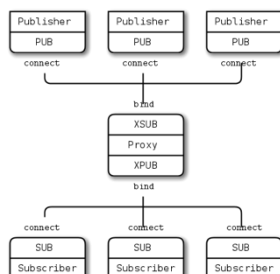 Publisher Publisher Publisher
PUB PUB PUB
connect connect connect
bind
XSUB
Proxy
XPUB
bind
connect connect connect
SUB SUB SUB
Subscriber Subscriber Subscriber